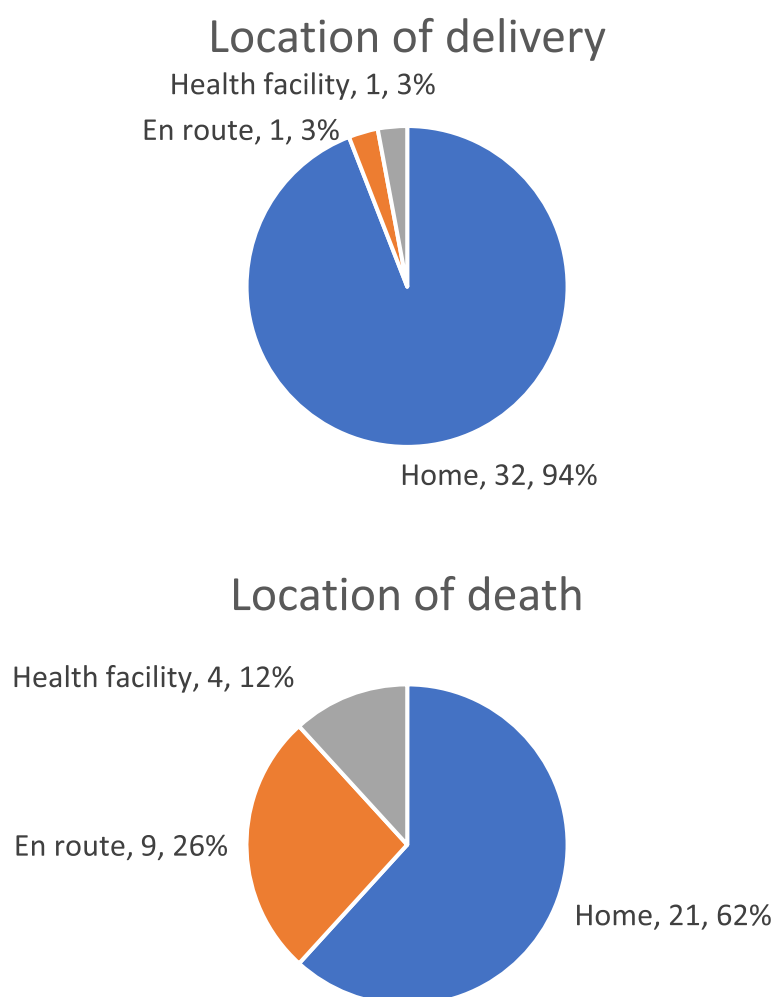 Location of delivery
Health facility, 1, 3%
En route, 1, 3%
Home, 32, 94%
Location of death
Health facility, 4, 12%
En route, 9, 26%
Home, 21, 62%